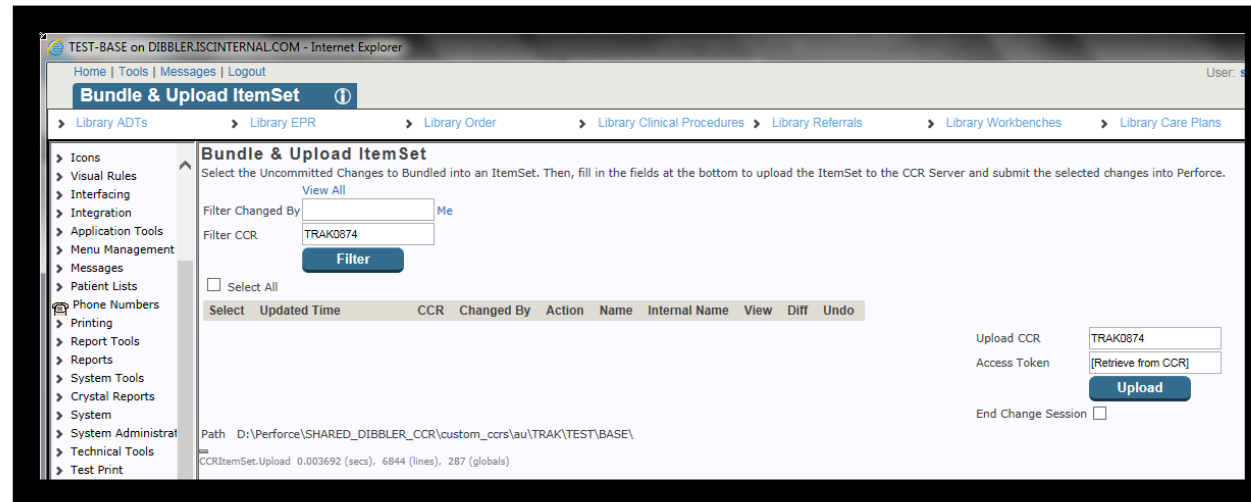 TEST-BASE on DIBBLER.ISCINTERNAL.COM - Internet Explorer
Home | Tools | Messages | Logout
User: s
Bundle & Upload ItemSet
Library ADTs Library EPR Library Order Library Clinical Procedures Library Referrals Library Workbenches Library Care Plans
Icons
Visual Rules
Interfacing
Integration
Application Tools
Menu Management
Messages
Patient Lists
Phone Numbers
Printing
Report Tools
Reports
System Tools
Crystal Reports
System
System Administrat
Technical Tools
Test Print
Bundle & Upload ItemSet
Select the Uncommitted Changes to Bundled into an ItemSet. Then, fill in the fields at the bottom to upload the ItemSet to the CCR Server and submit the selected changes into Perforce.
View All
Filter Changed By Me
Filter CCR TRAK0874
Filter
Select All
Select Updated Time CCR Changed By Action Name Internal Name View Diff Undo
Upload CCR TRAK0874
Access Token [Retrieve from CCR]
Upload
End Change Session
Path D:\Perforce\SHARED_DIBBLER_CCR\custom_ccrs\au\TRAK\TEST\BASE\
CCRItemSet.Upload 0.003692 (secs), 6844 (lines), 287 (globals)